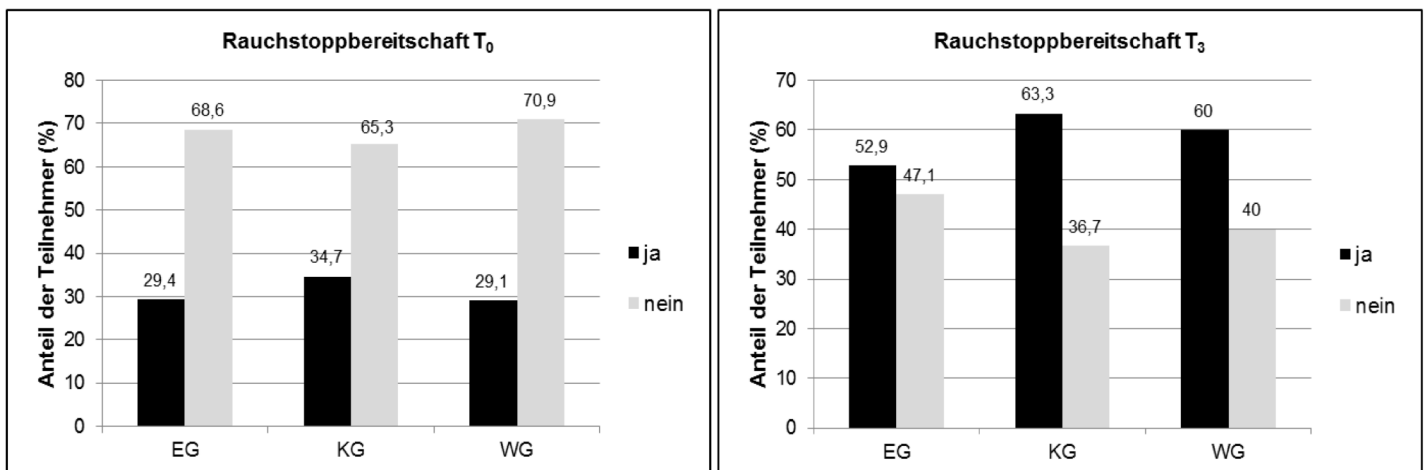 Rauchstoppbereitschaft T₀
Anteil der Teilnehmer (%)
80
70
60
50
40
30
20
10
0
68,6
65,3
70,9
29,4
34,7
29,1
EG
KG
WG
ja
nein
Rauchstoppbereitschaft T₃
Anteil der Teilnehmer (%)
70
60
50
40
30
20
10
0
52,9
47,1
63,3
36,7
60
40
EG
KG
WG
ja
nein